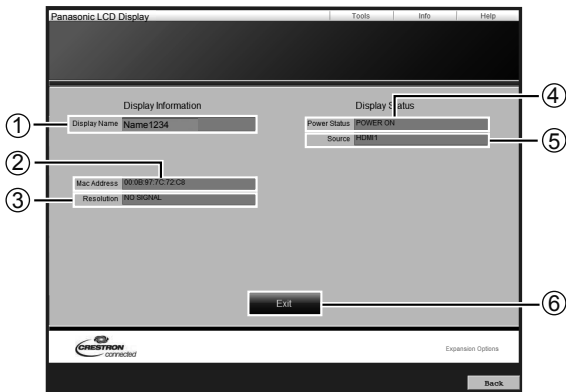 Panasonic LCD Display Tools Info Help
Display Information Display Status
④
① Display Name Name1234 Power Status POWER ON
Source HDMI1 ⑤
②
Mac Address 00:0B:97:7C:72:C8
③ Resolution NO SIGNAL
Exit ⑥
CRESTRON connected Expansion Options
Back